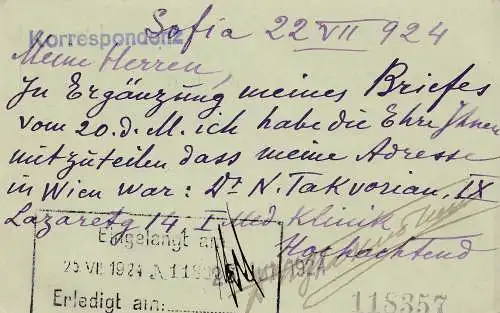 Sofia 22 VII 924
Korrespondenz
Meine Herren,
In Ergänzung meines Briefes
vom 20. d. M. ich habe die Ehre Ihnen
mitzuteilen dass meine Adresse
in Wien war: Dr N. Takvorian, IX
Lazaretg 14 I med. Klinik
Hochachtend
Eingelangt am
25 VII 1924
Erledigt am:
118357